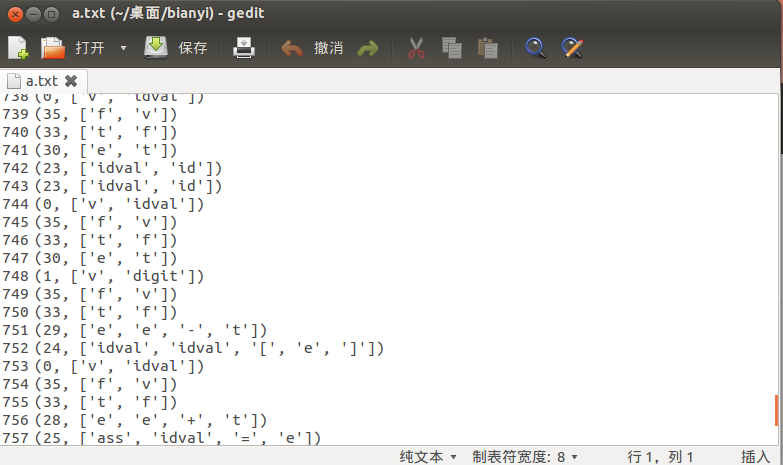 a.txt (~/桌面/bianyi) - gedit
打开 保存 撤消
a.txt
738 (0, ['v', 'idval'])
739 (35, ['f', 'v'])
740 (33, ['t', 'f'])
741 (30, ['e', 't'])
742 (23, ['idval', 'id'])
743 (23, ['idval', 'id'])
744 (0, ['v', 'idval'])
745 (35, ['f', 'v'])
746 (33, ['t', 'f'])
747 (30, ['e', 't'])
748 (1, ['v', 'digit'])
749 (35, ['f', 'v'])
750 (33, ['t', 'f'])
751 (29, ['e', 'e', '-', 't'])
752 (24, ['idval', 'idval', '[', 'e', ']'])
753 (0, ['v', 'idval'])
754 (35, ['f', 'v'])
755 (33, ['t', 'f'])
756 (28, ['e', 'e', '+', 't'])
757 (25, ['ass', 'idval', '=', 'e'])
纯文本 制表符宽度: 8 行 1，列 1 插入